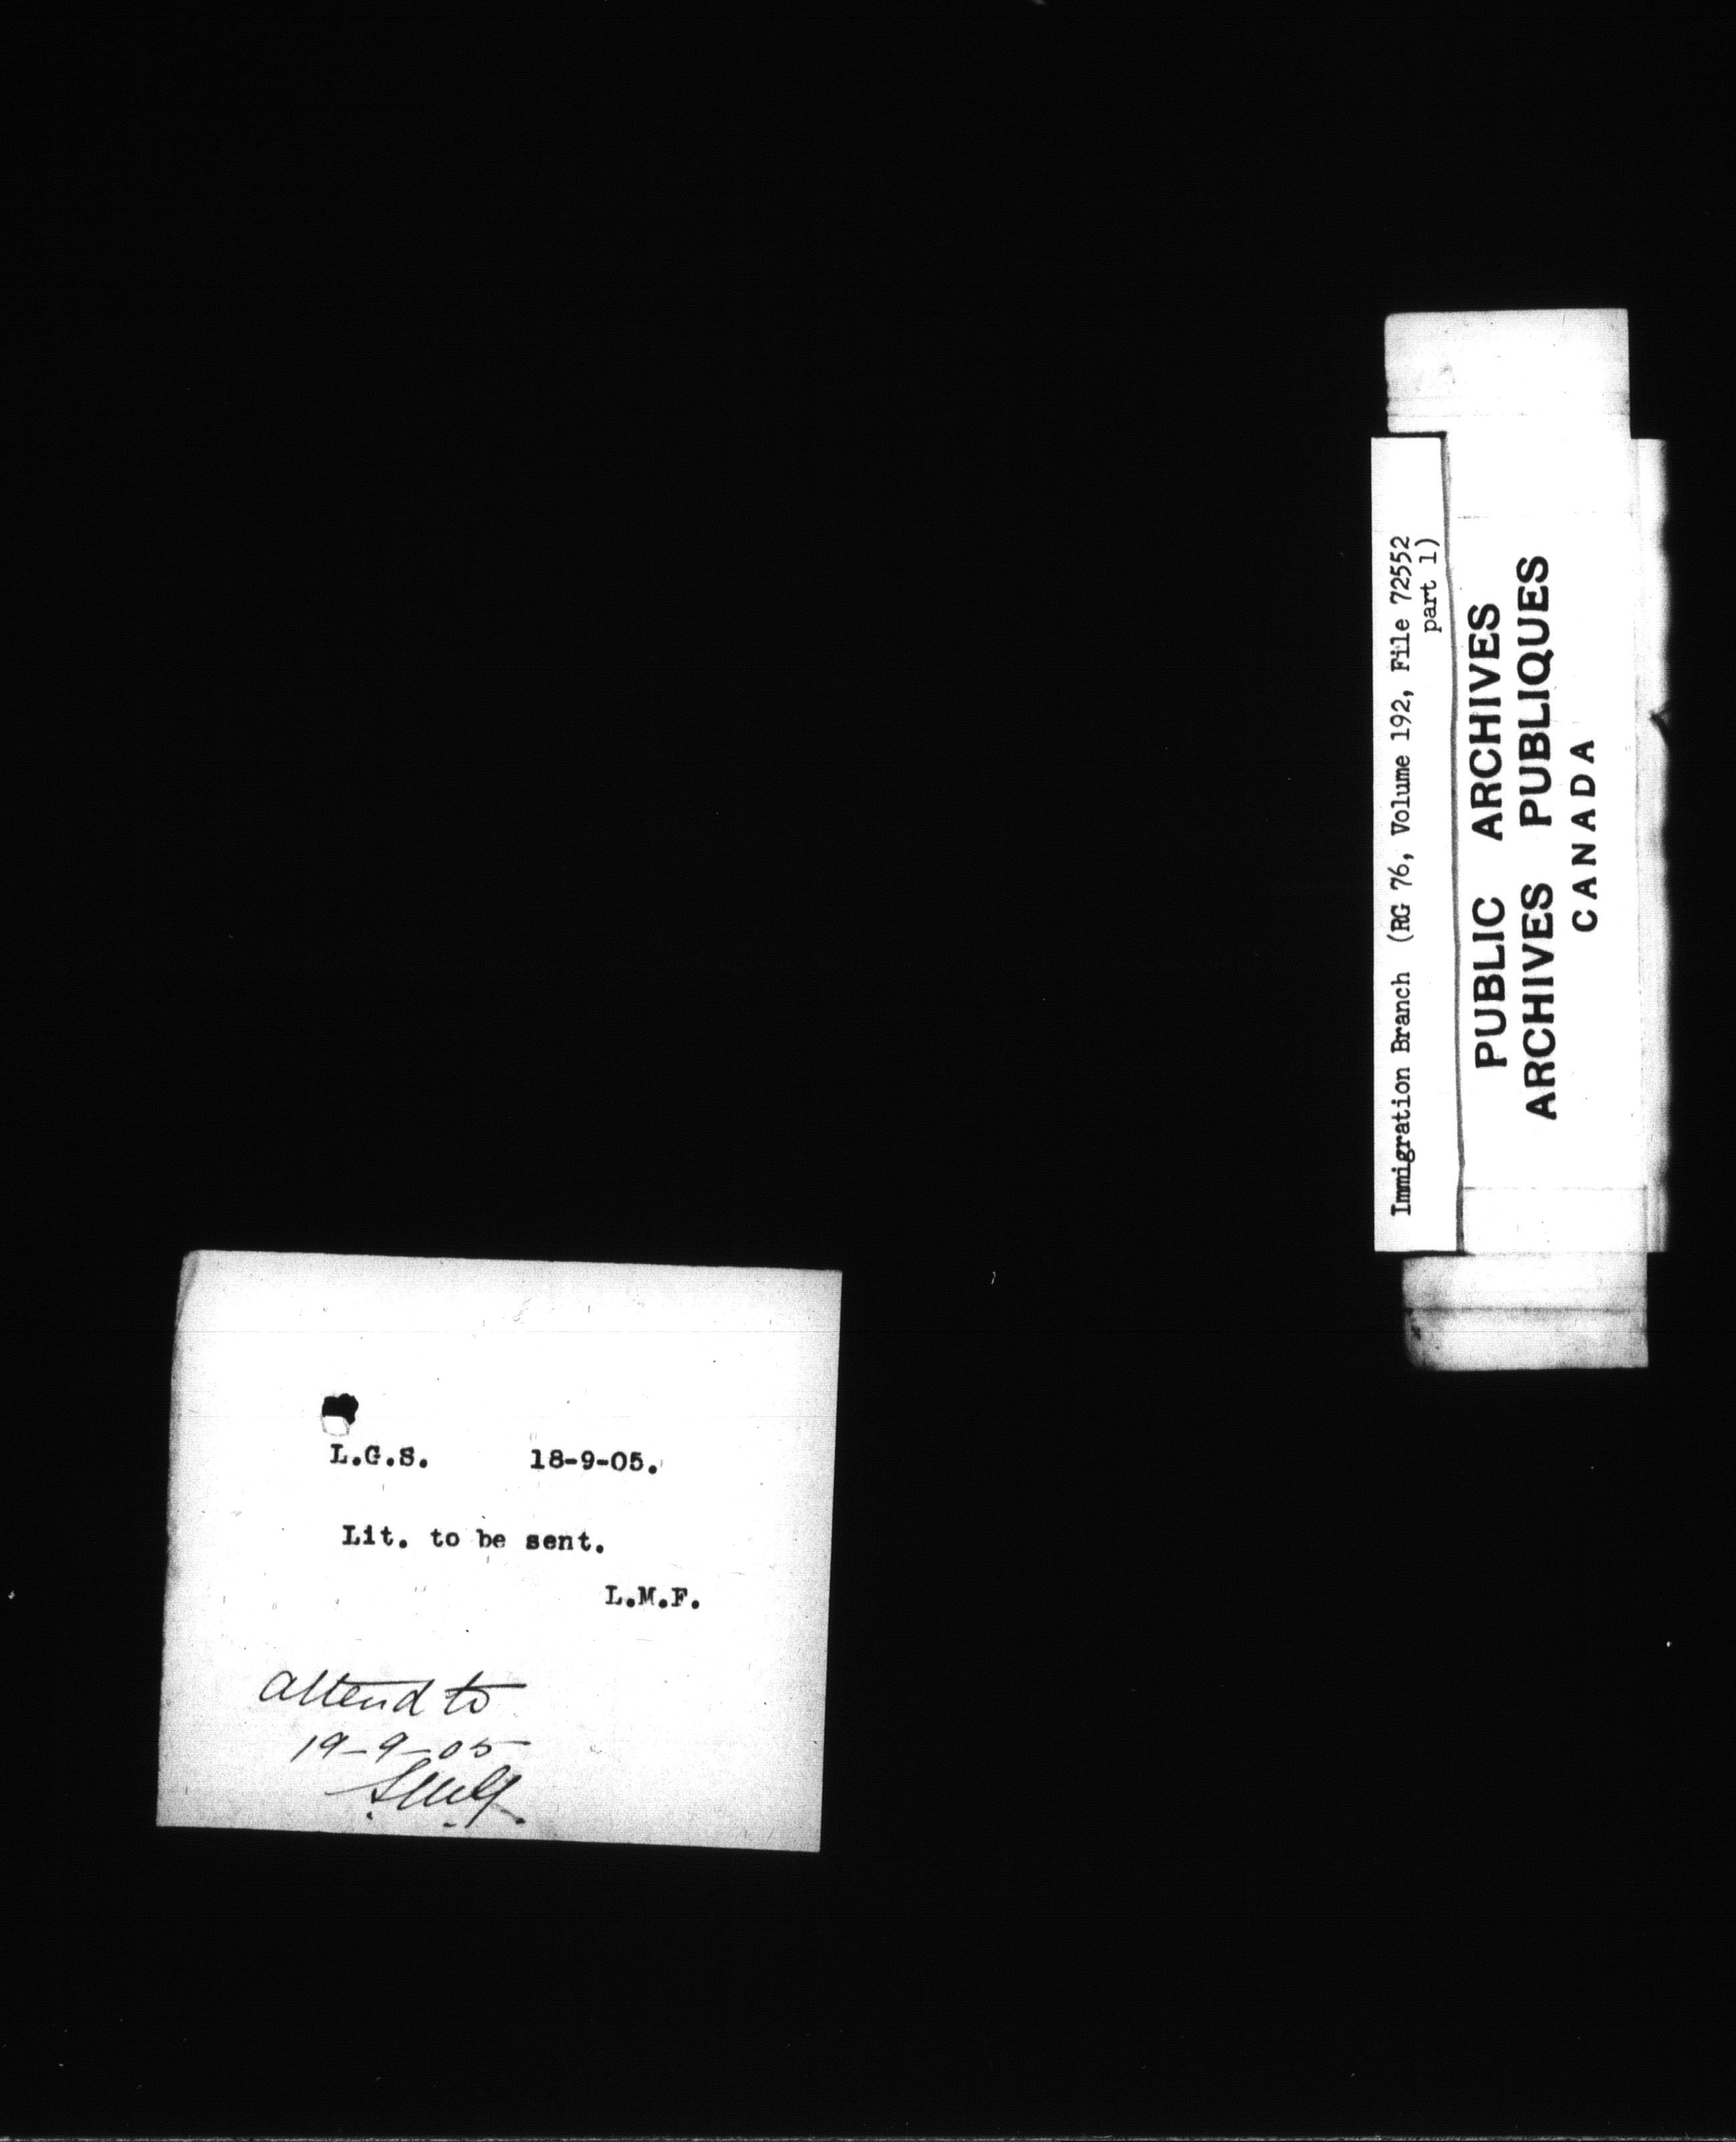 Immigration Branch (RG 76, Volume 192, File 72552
part 1)
PUBLIC ARCHIVES
ARCHIVES PUBLIQUES
CANADA
L.G.S. 18-9-05.
Lit. to be sent.
L.M.F.
Attend to
19-9-05